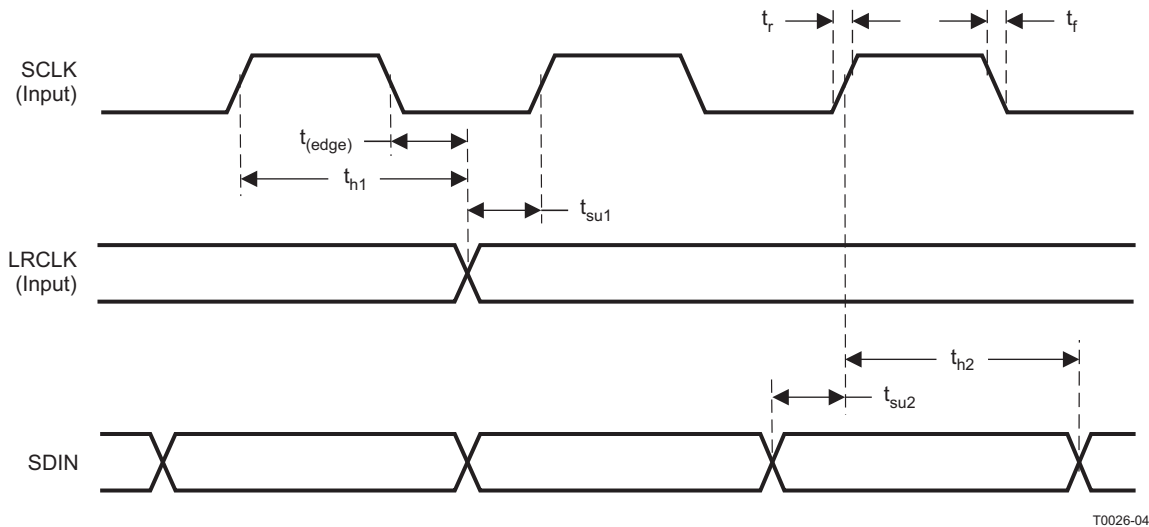 t_r
t_f
SCLK
(Input)
t_(edge)
t_h1
t_su1
LRCLK
(Input)
t_h2
t_su2
SDIN
T0026-04